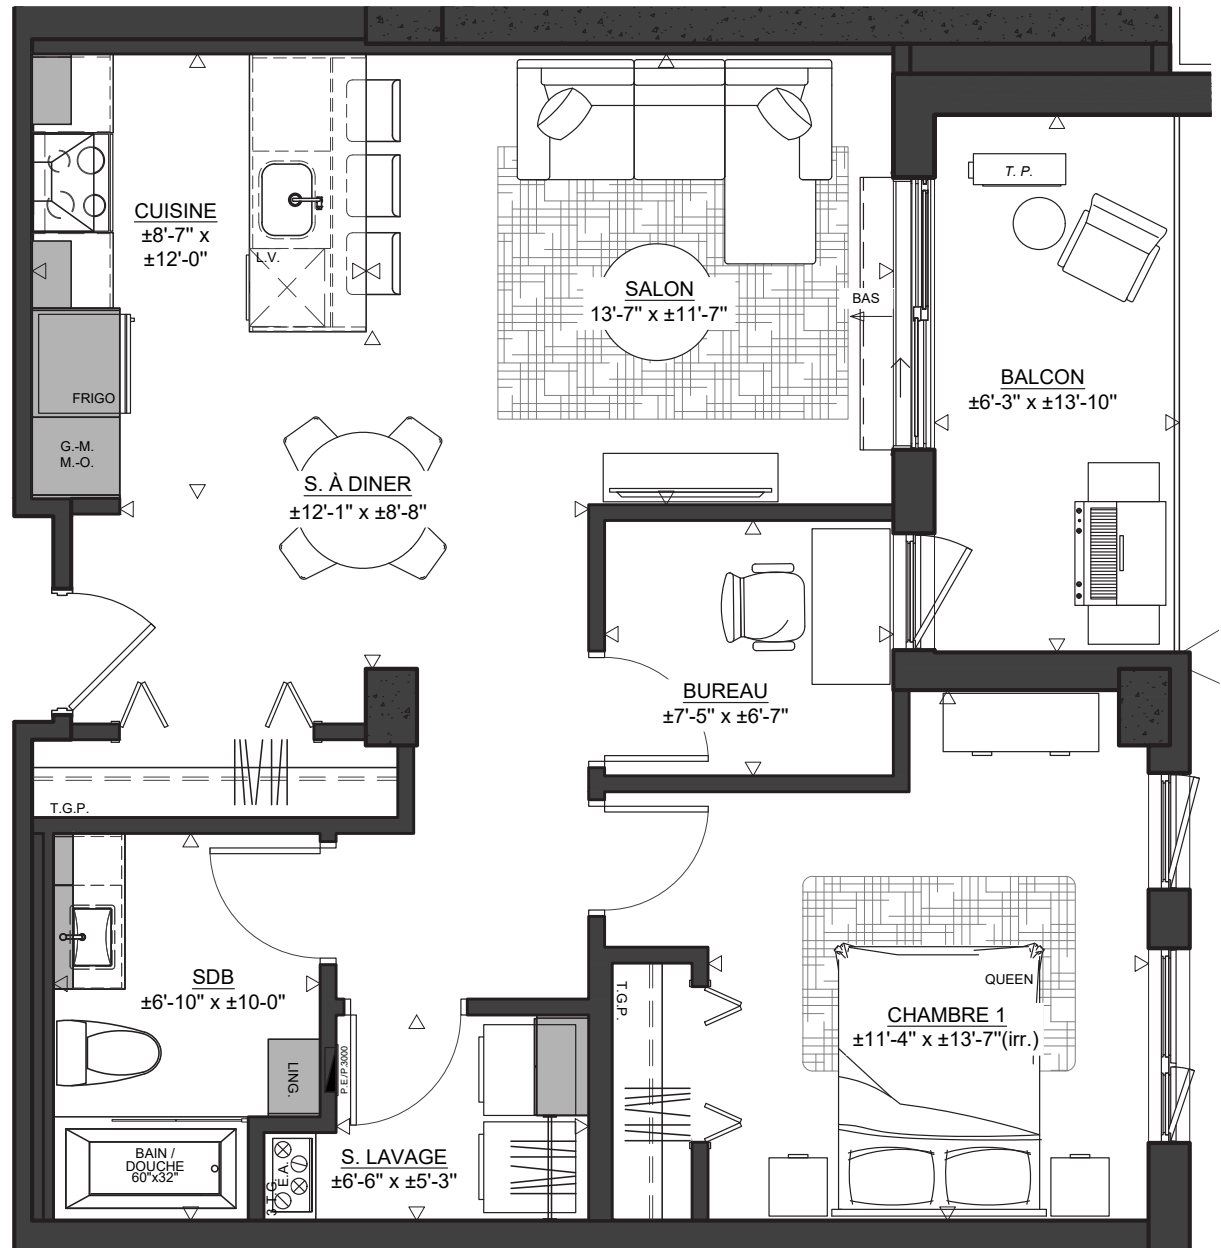 CUISINE
±8'-7" x
±12'-0"
L.V.
FRIGO
G.-M.
M.-O.
SALON
13'-7" x ±11'-7"
BAS
T. P.
BALCON
±6'-3" x ±13'-10"
S. À DINER
±12'-1" x ±8'-8"
BUREAU
±7'-5" x ±6'-7"
T.G.P.
SDB
±6'-10" x ±10-0"
LING.
P.E./P.3000
BAIN /
DOUCHE
60"x32"
3 T.G.
E.A.
S. LAVAGE
±6'-6" x ±5'-3"
T.G.P.
QUEEN
CHAMBRE 1
±11'-4" x ±13'-7"(irr.)